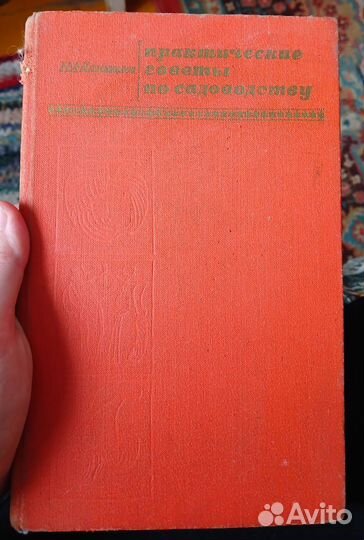 практические
советы
по садоводству
Avito